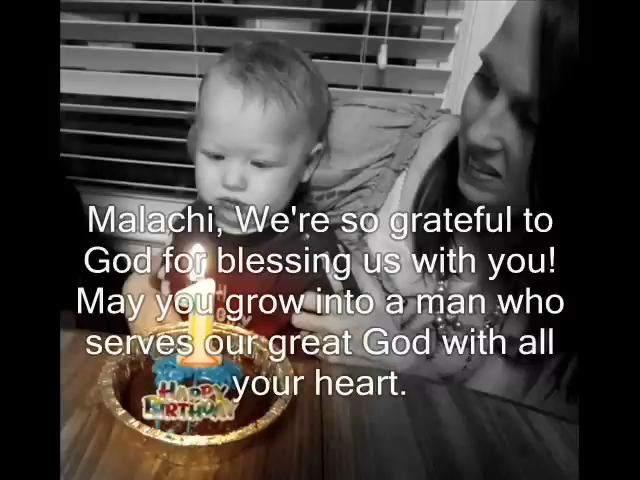 Malachi, We're so grateful to
God for blessing us with you!
May you grow into a man who
serves our great God with all
your heart.
1
HAPPY
BIRTHDAY